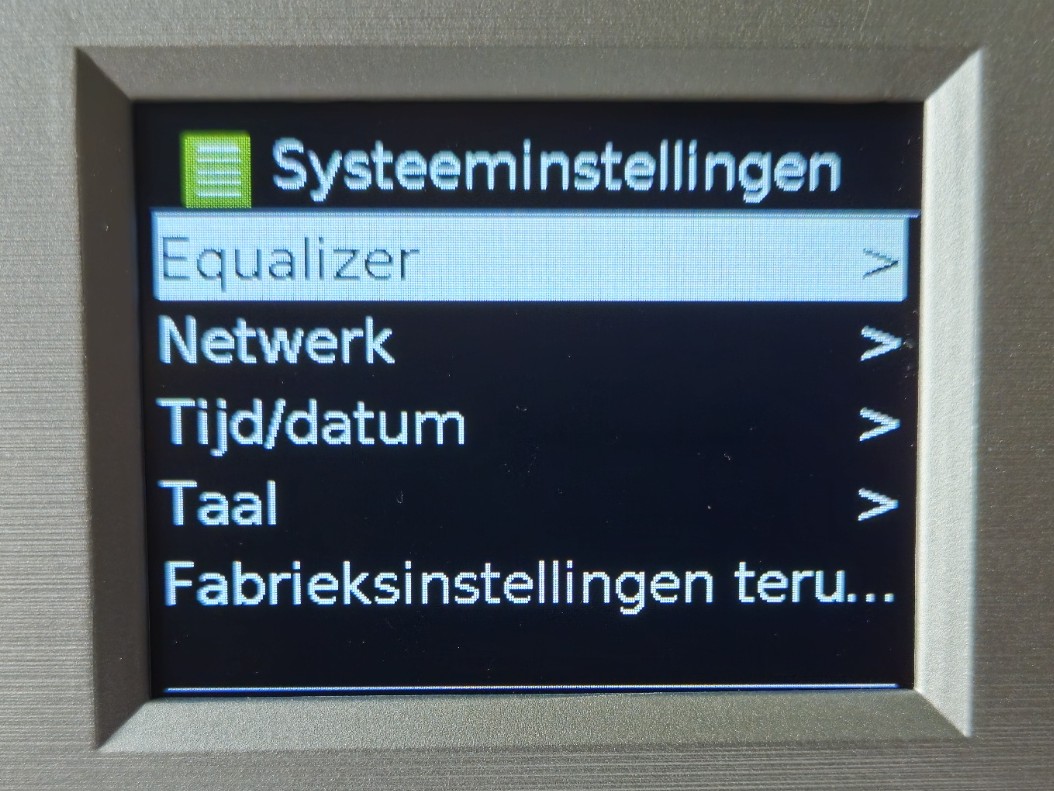 Systeeminstellingen
Equalizer >
Netwerk >
Tijd/datum >
Taal >
Fabrieksinstellingen teru...